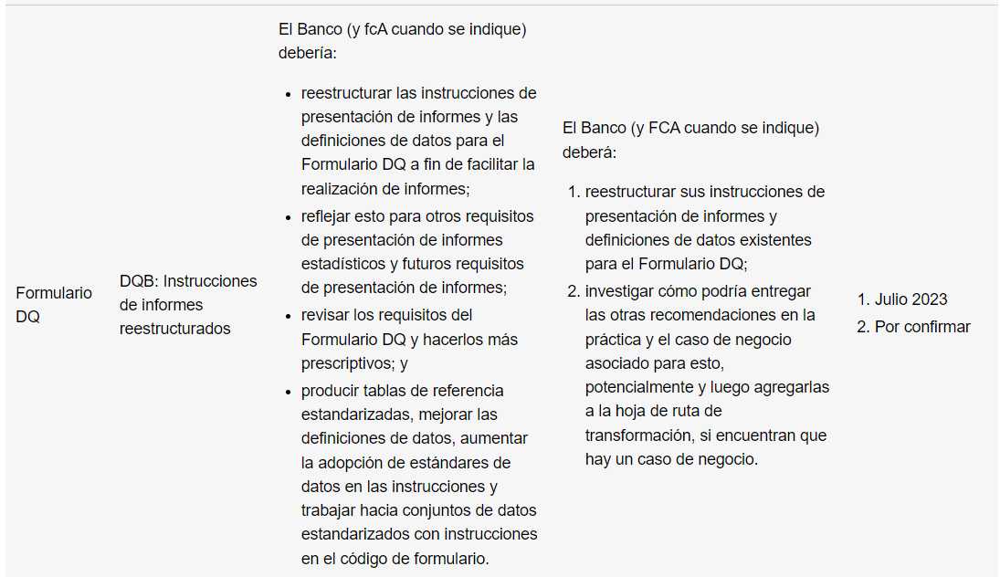 Formulario
DQ
DQB: Instrucciones
de informes
reestructurados
El Banco (y fcA cuando se indique)
debería:
• reestructurar las instrucciones de
presentación de informes y las
definiciones de datos para el
Formulario DQ a fin de facilitar la
realización de informes;
• reflejar esto para otros requisitos
de presentación de informes
estadísticos y futuros requisitos
de presentación de informes;
• revisar los requisitos del
Formulario DQ y hacerlos más
prescriptivos; y
• producir tablas de referencia
estandarizadas, mejorar las
definiciones de datos, aumentar
la adopción de estándares de
datos en las instrucciones y
trabajar hacia conjuntos de datos
estandarizados con instrucciones
en el código de formulario.
El Banco (y FCA cuando se indique)
deberá:
1. reestructurar sus instrucciones de
presentación de informes y
definiciones de datos existentes
para el Formulario DQ;
2. investigar cómo podría entregar
las otras recomendaciones en la
práctica y el caso de negocio
asociado para esto,
potencialmente y luego agregarlas
a la hoja de ruta de
transformación, si encuentran que
hay un caso de negocio.
1. Julio 2023
2. Por confirmar